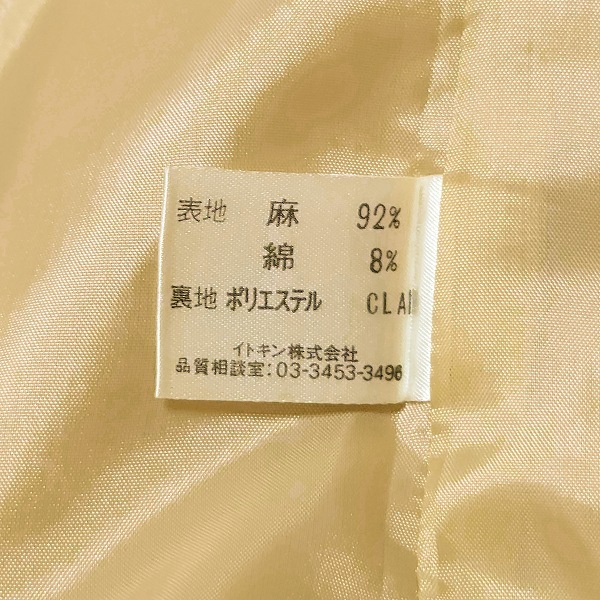 表地 麻 92%
綿 8%
裏地 ポリエステル
イトキン株式会社
品質相談室:03-3453-3496